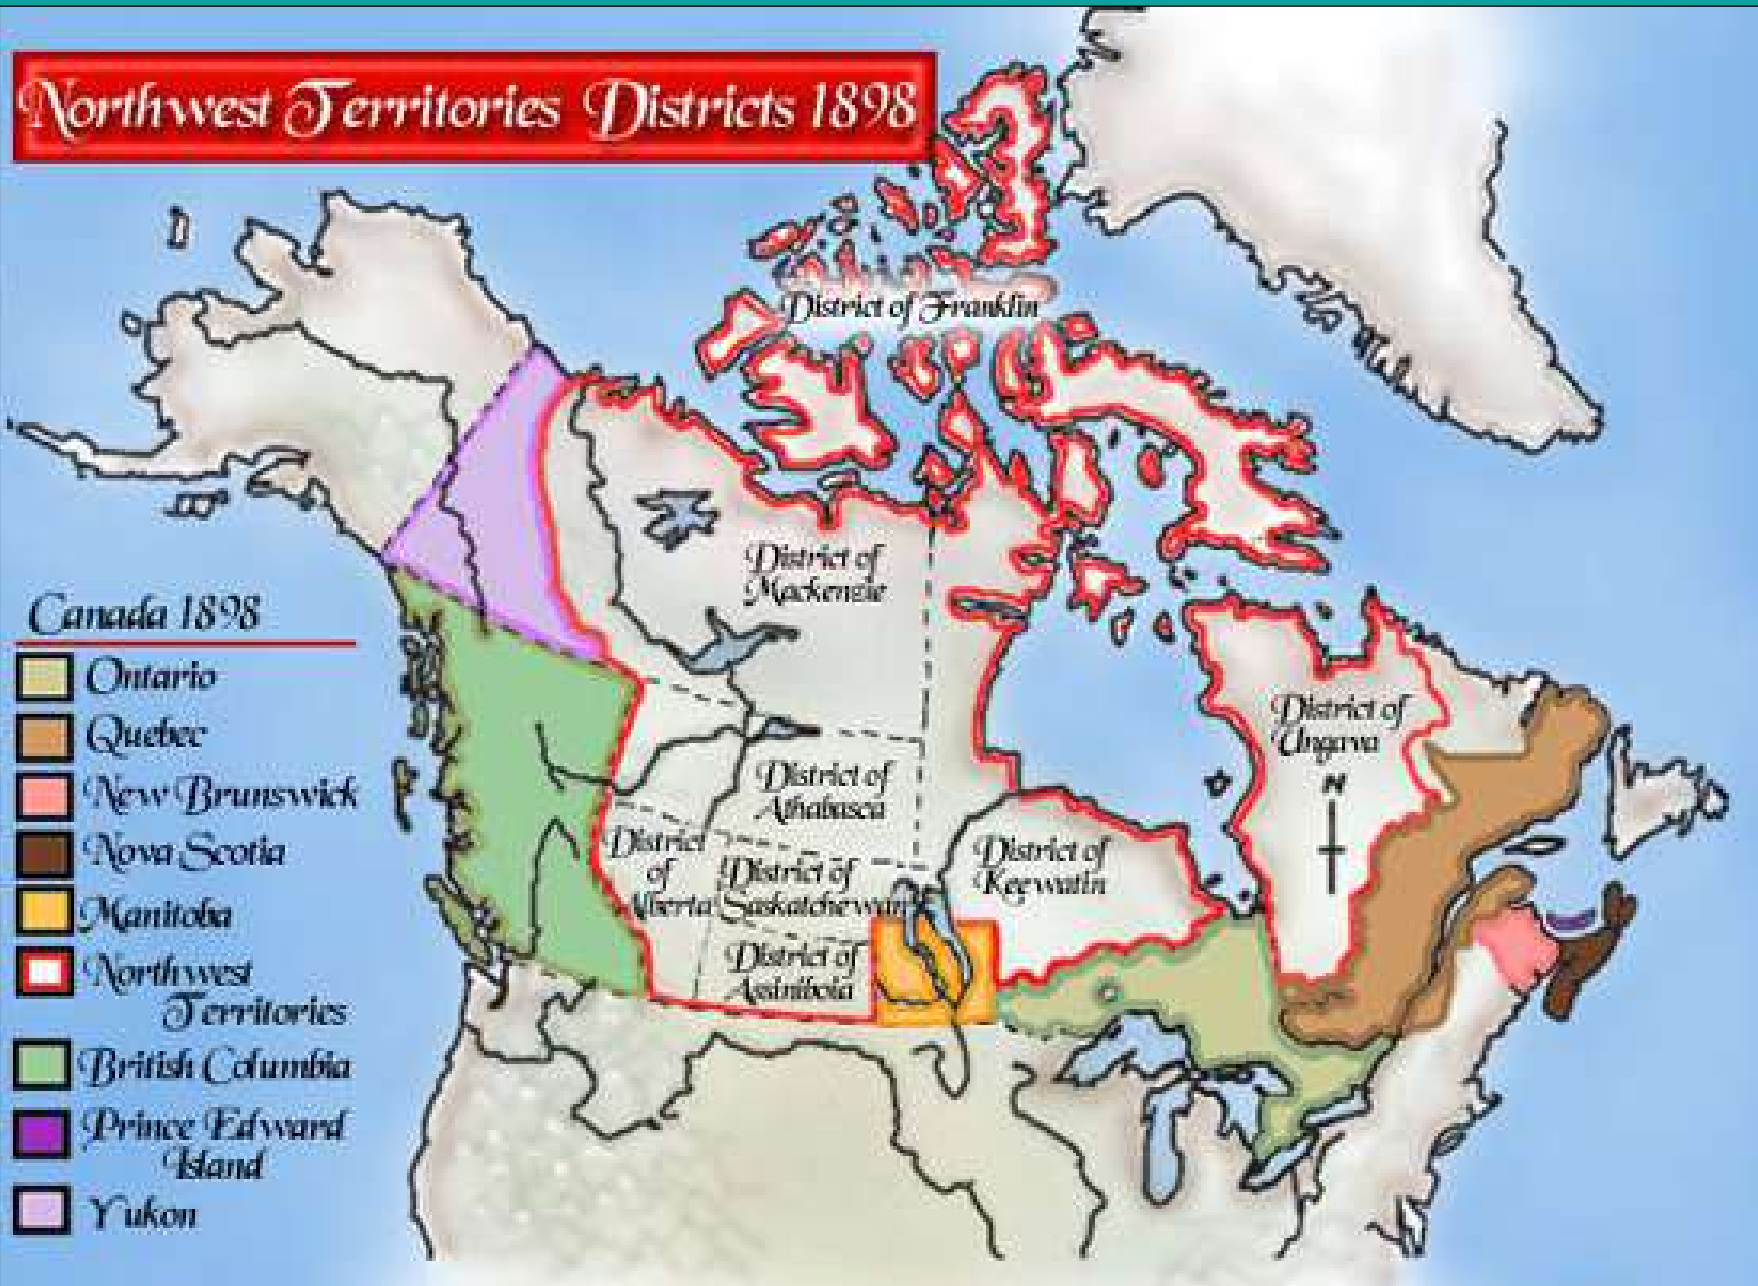 Northwest Territories Districts 1898
District of Franklin
District of
Mackenzie
Canada 1898
Ontario
Quebec
New Brunswick
Nova Scotia
Manitoba
Northwest
Territories
British Columbia
Prince Edward
Island
Yukon
District of
Ungava
N
District of
Athabasca
District
of
Alberta
District of
Saskatchewan
District of
Keewatin
District of
Assiniboia